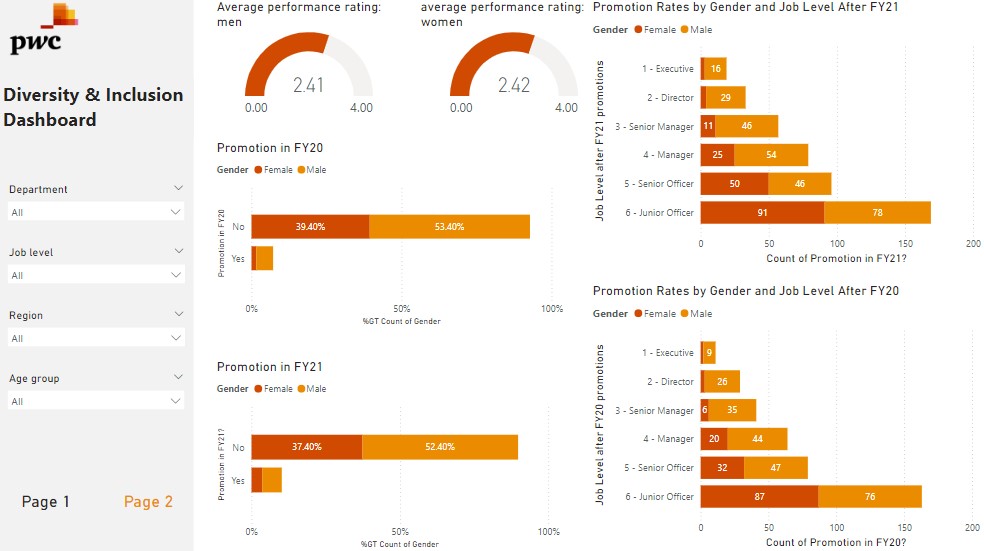 pwc
Diversity & Inclusion
Dashboard
Department
All
Job level
All
Region
All
Age group
All
Page 1
Page 2
Average performance rating:
men
2.41
0.00
4.00
average performance rating:
women
2.42
0.00
4.00
Promotion in FY20
Gender
Female
Male
Promotion in FY20
No
39.40%
53.40%
Yes
0%
50%
100%
%GT Count of Gender
Promotion in FY21
Gender
Female
Male
Promotion in FY21?
No
37.40%
52.40%
Yes
0%
50%
100%
%GT Count of Gender
Promotion Rates by Gender and Job Level After FY21
Gender
Female
Male
Job Level after FY21 promotions
1 - Executive
16
2 - Director
29
3 - Senior Manager
11
46
4 - Manager
25
54
5 - Senior Officer
50
46
6 - Junior Officer
91
78
0
50
100
150
200
Count of Promotion in FY21?
Promotion Rates by Gender and Job Level After FY20
Gender
Female
Male
Job Level after FY20 promotions
1 - Executive
9
2 - Director
26
3 - Senior Manager
6
35
4 - Manager
20
44
5 - Senior Officer
32
47
6 - Junior Officer
87
76
0
50
100
150
200
Count of Promotion in FY20?